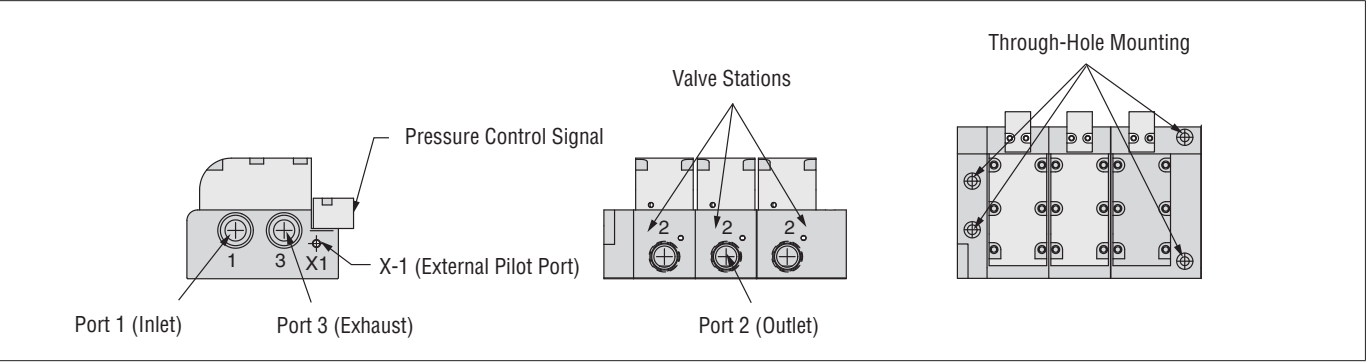 Through-Hole Mounting
Valve Stations
Pressure Control Signal
2 2 2
1 3 X1
X-1 (External Pilot Port)
Port 1 (Inlet)
Port 3 (Exhaust)
Port 2 (Outlet)